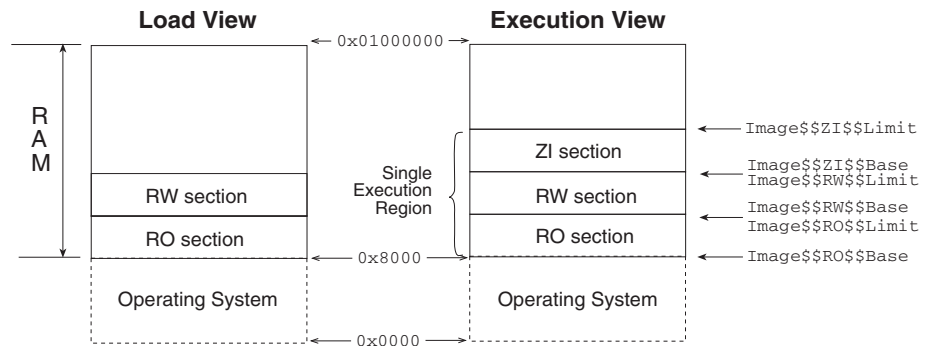 Load View
Execution View
0x01000000
R
A
M
Image$$ZI$$Limit
ZI section
Single
Execution
Region
Image$$ZI$$Base
Image$$RW$$Limit
RW section
RW section
Image$$RW$$Base
Image$$RO$$Limit
RO section
RO section
0x8000
Image$$RO$$Base
Operating System
Operating System
0x0000